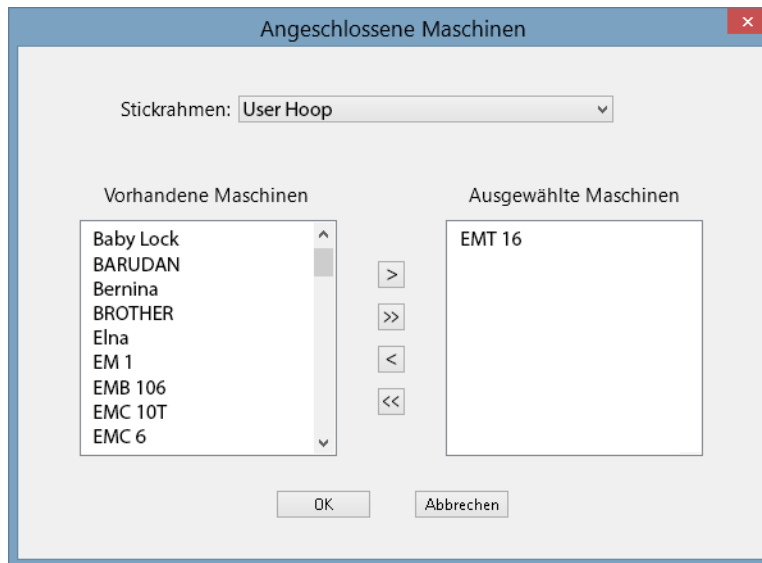 Angeschlossene Maschinen
Stickrahmen: User Hoop
Vorhandene Maschinen
Baby Lock
BARUDAN
Bernina
BROTHER
Elna
EM 1
EMB 106
EMC 10T
EMC 6
>
>>
<
<<
Ausgewählte Maschinen
EMT 16
OK
Abbrechen